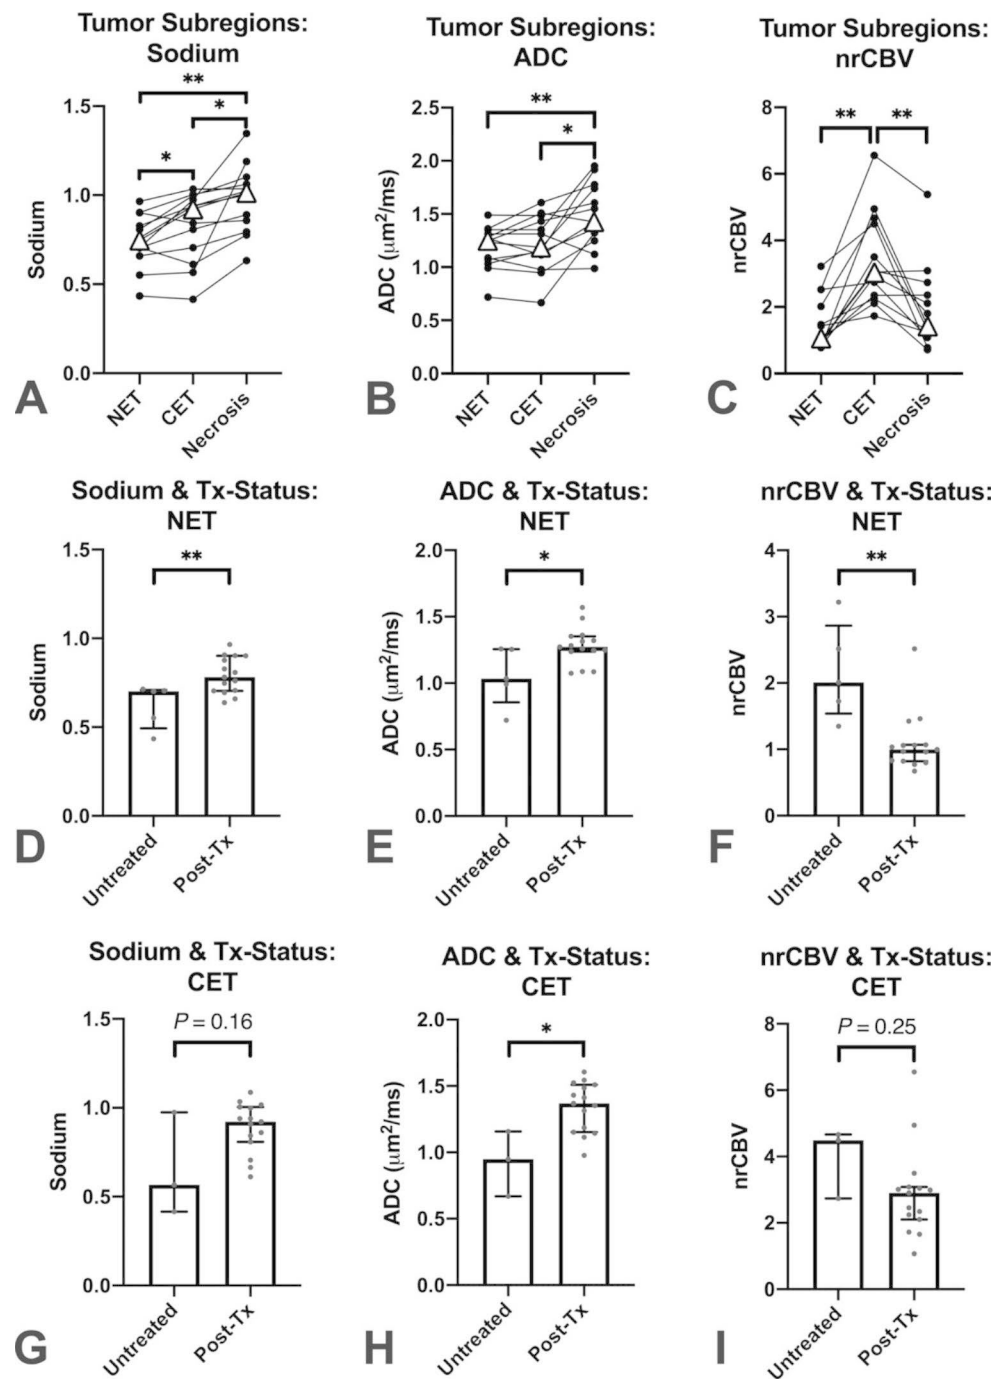 Tumor Subregions:
Sodium
**
*
*
1.5
1.0
0.5
0.0
Sodium
NET
CET
Necrosis
A
Tumor Subregions:
ADC
**
*
2.5
2.0
1.5
1.0
0.5
0.0
ADC (μm²/ms)
NET
CET
Necrosis
B
Tumor Subregions:
nrCBV
**
**
8
6
4
2
0
nrCBV
NET
CET
Necrosis
C
Sodium & Tx-Status:
NET
**
1.5
1.0
0.5
0.0
Sodium
Untreated
Post-Tx
D
ADC & Tx-Status:
NET
*
2.0
1.5
1.0
0.5
0.0
ADC (μm²/ms)
Untreated
Post-Tx
E
nrCBV & Tx-Status:
NET
**
4
3
2
1
0
nrCBV
Untreated
Post-Tx
F
Sodium & Tx-Status:
CET
P = 0.16
1.5
1.0
0.5
0.0
Sodium
Untreated
Post-Tx
G
ADC & Tx-Status:
CET
*
2.0
1.5
1.0
0.5
0.0
ADC (μm²/ms)
Untreated
Post-Tx
H
nrCBV & Tx-Status:
CET
P = 0.25
8
6
4
2
0
nrCBV
Untreated
Post-Tx
I